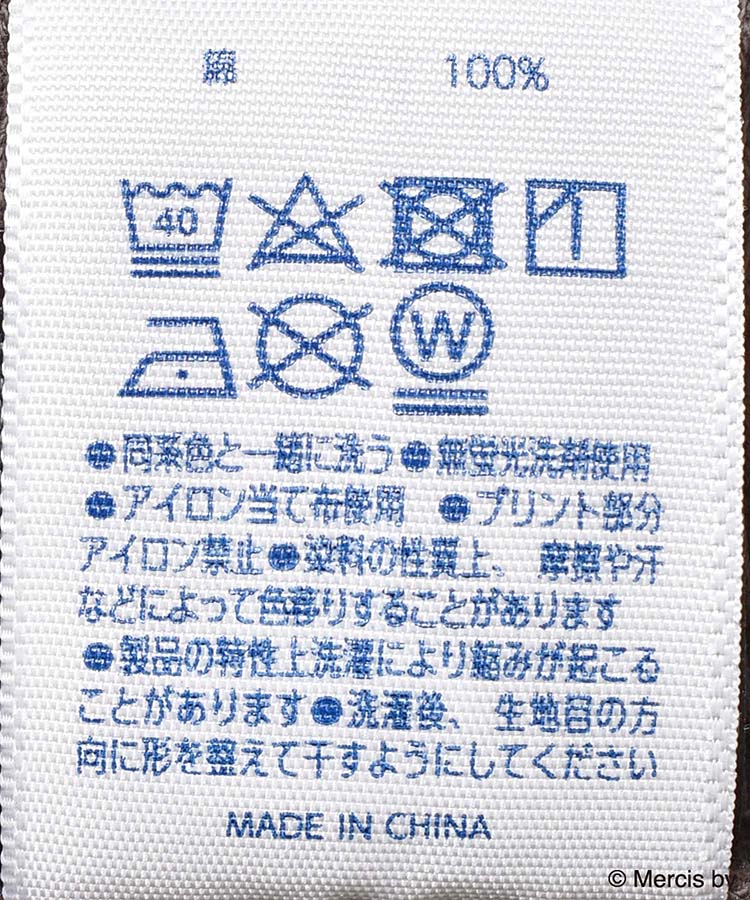 綿 100%
40
W
●同系色と一緒に洗う●無蛍光洗剤使用
●アイロン当て布使用 ●プリント部分
アイロン禁止●染料の性質上、摩擦や汗
などによって色移りすることがあります
●製品の特性上洗濯により縮みが起こる
ことがあります●洗濯後、生地目の方
向に形を整えて干すようにしてください
MADE IN CHINA
© Mercis bv